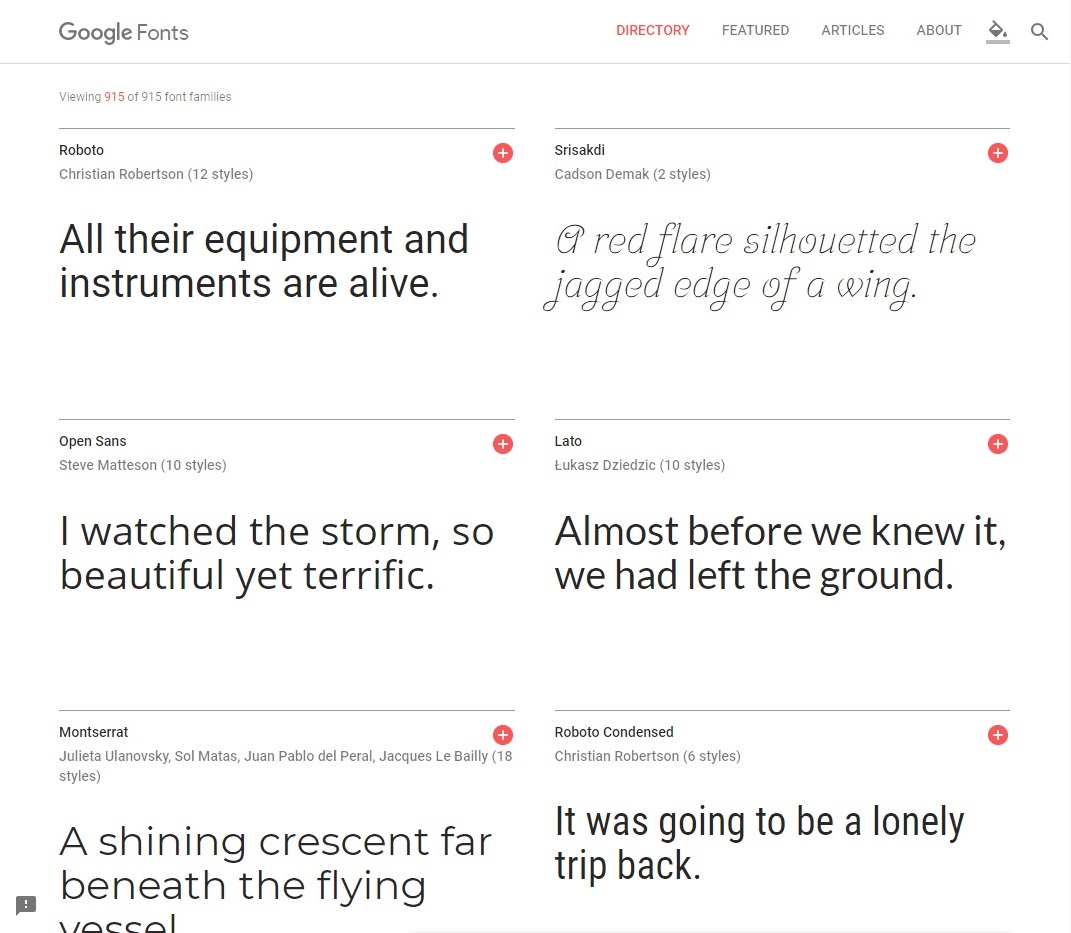 Google Fonts
DIRECTORY FEATURED ARTICLES ABOUT
Viewing 915 of 915 font families
Roboto
Christian Robertson (12 styles)
All their equipment and
instruments are alive.
Srisakdi
Cadson Demak (2 styles)
A red flare silhouetted the
jagged edge of a wing.
Open Sans
Steve Matteson (10 styles)
I watched the storm, so
beautiful yet terrific.
Lato
Łukasz Dziedzic (10 styles)
Almost before we knew it,
we had left the ground.
Montserrat
Julieta Ulanovsky, Sol Matas, Juan Pablo del Peral, Jacques Le Bailly (18
styles)
A shining crescent far
beneath the flying
vessel
Roboto Condensed
Christian Robertson (6 styles)
It was going to be a lonely
trip back.